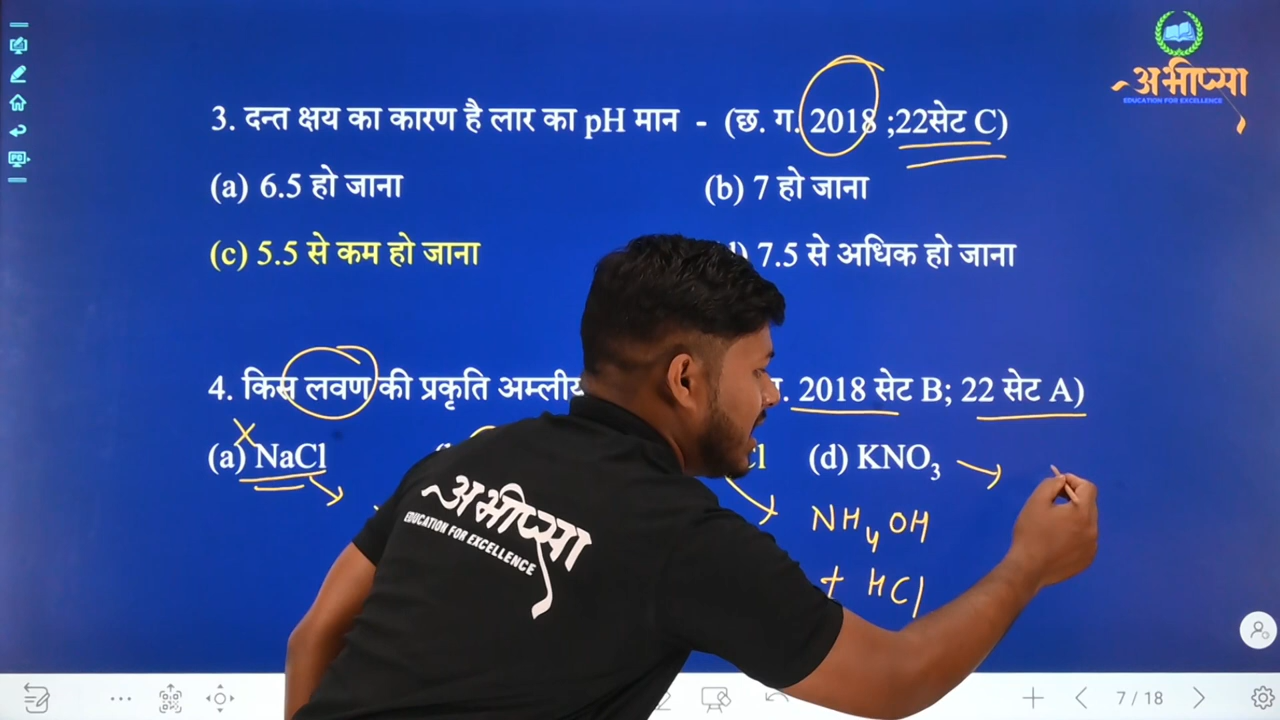 अभीप्सा
EDUCATION FOR EXCELLENCE
3. दन्त क्षय का कारण है लार का pH मान - (छ. ग. 2018 ;22सेट C)
(a) 6.5 हो जाना (b) 7 हो जाना
(c) 5.5 से कम हो जाना 7.5 से अधिक हो जाना
4. किस लवण की प्रकृति 2018 सेट B; 22 सेट A)
(a) NaCl (d) KNO₃
NH₄OH
+ HCl
अभीप्सा
EDUCATION FOR EXCELLENCE
7 / 18